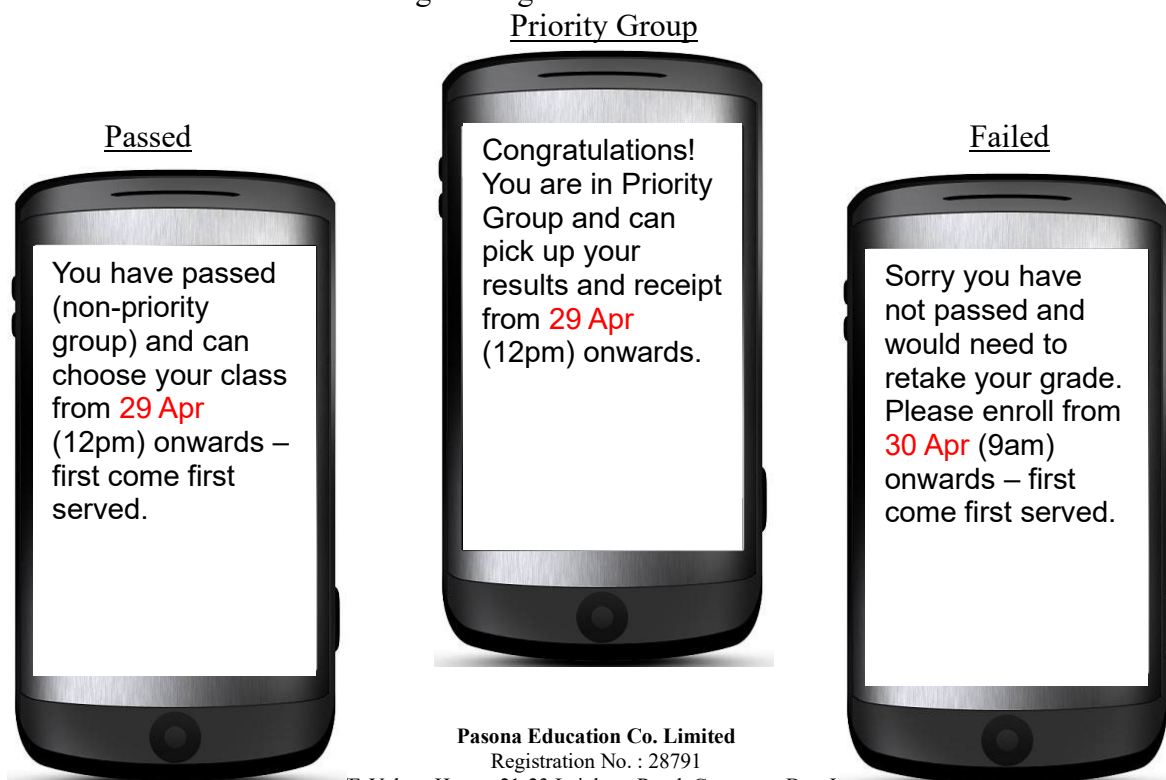 Priority Group
Passed
You have passed
(non-priority
group) and can
choose your class
from 29 Apr
(12pm) onwards –
first come first
served.
Congratulations!
You are in Priority
Group and can
pick up your
results and receipt
from 29 Apr
(12pm) onwards.
Failed
Sorry you have
not passed and
would need to
retake your grade.
Please enroll from
30 Apr (9am)
onwards – first
come first served.
Pasona Education Co. Limited
Registration No. : 28791